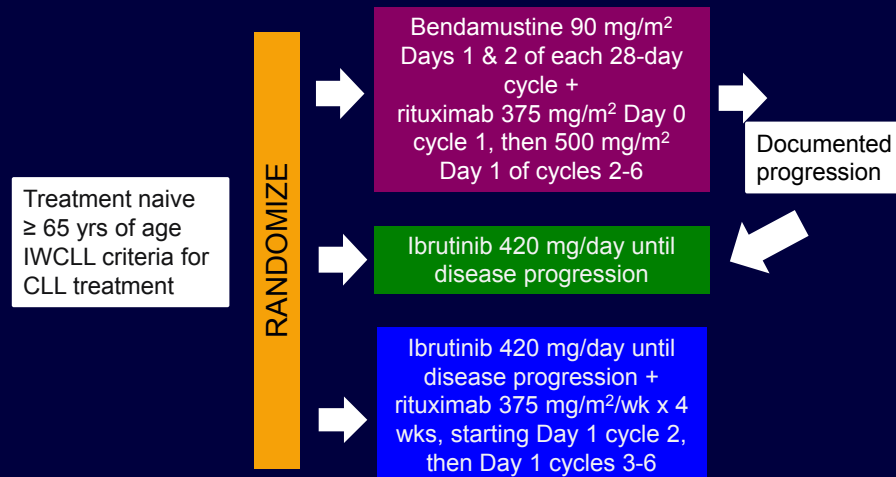 Treatment naive
≥ 65 yrs of age
IWCLL criteria for
CLL treatment
RANDOMIZE
Bendamustine 90 mg/m²
Days 1 & 2 of each 28-day
cycle +
rituximab 375 mg/m² Day 0
cycle 1, then 500 mg/m²
Day 1 of cycles 2-6
Documented
progression
Ibrutinib 420 mg/day until
disease progression
Ibrutinib 420 mg/day until
disease progression +
rituximab 375 mg/m²/wk x 4
wks, starting Day 1 cycle 2,
then Day 1 cycles 3-6